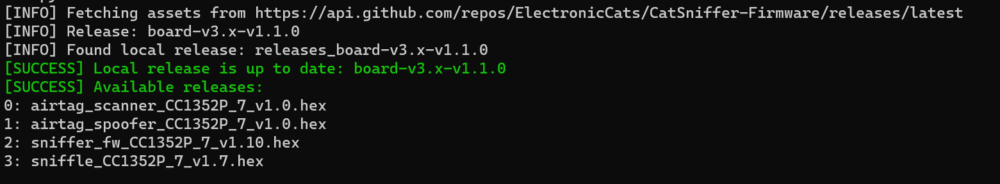 [INFO] Fetching assets from https://api.github.com/repos/ElectronicCats/CatSniffer-Firmware/releases/latest
[INFO] Release: board-v3.x-v1.1.0
[INFO] Found local release: releases_board-v3.x-v1.1.0
[SUCCESS] Local release is up to date: board-v3.x-v1.1.0
[SUCCESS] Available releases:
0: airtag_scanner_CC1352P_7_v1.0.hex
1: airtag_spoofer_CC1352P_7_v1.0.hex
2: sniffer_fw_CC1352P_7_v1.10.hex
3: sniffle_CC1352P_7_v1.7.hex